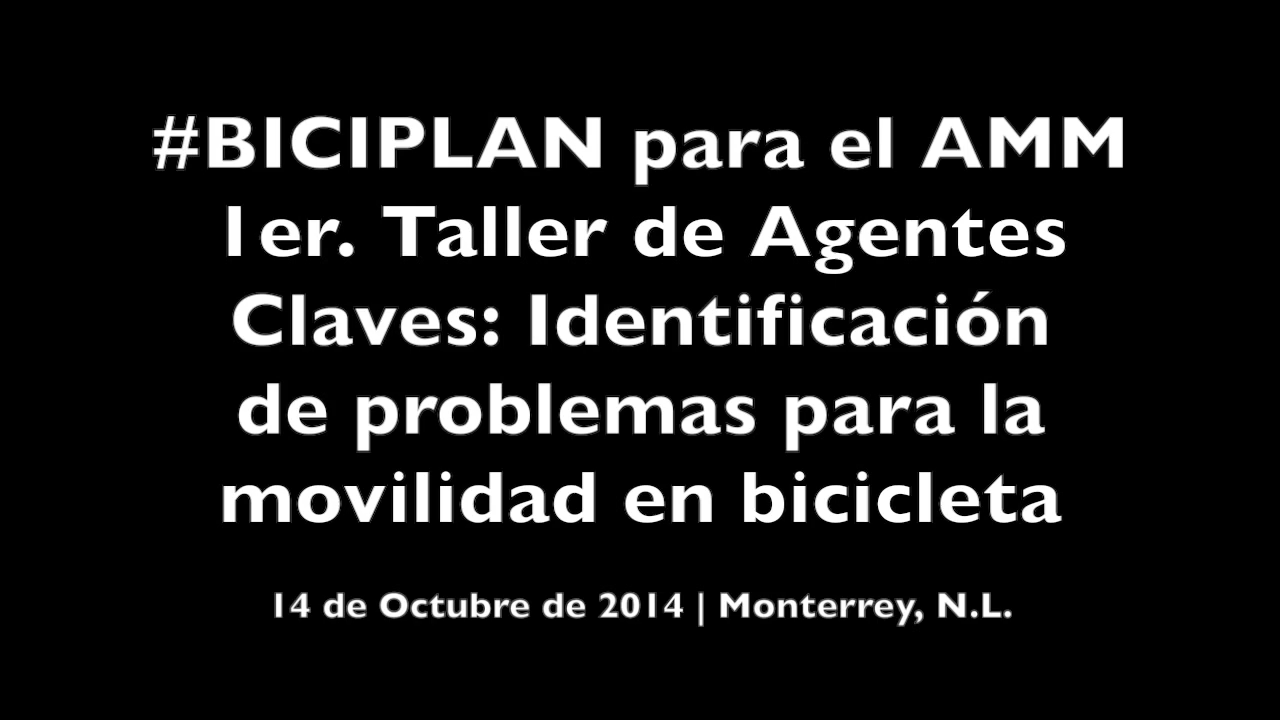 #BICIPLAN para el AMM
1er. Taller de Agentes
Claves: Identificación
de problemas para la
movilidad en bicicleta
14 de Octubre de 2014 | Monterrey, N.L.